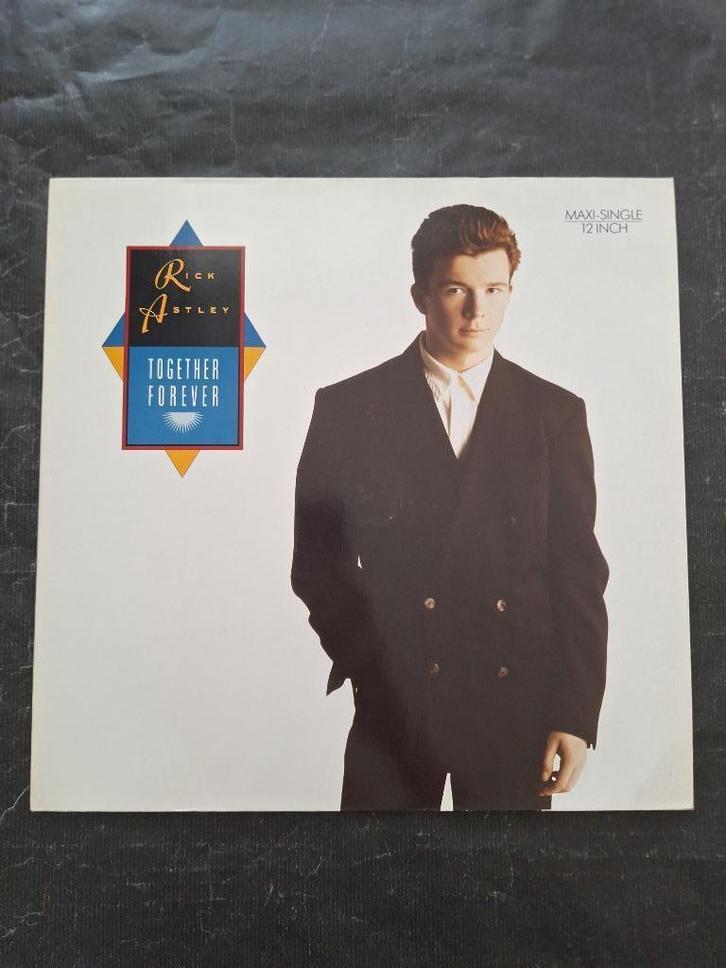 RICK
ASTLEY
TOGETHER
FOREVER
MAXI-SINGLE
12 INCH